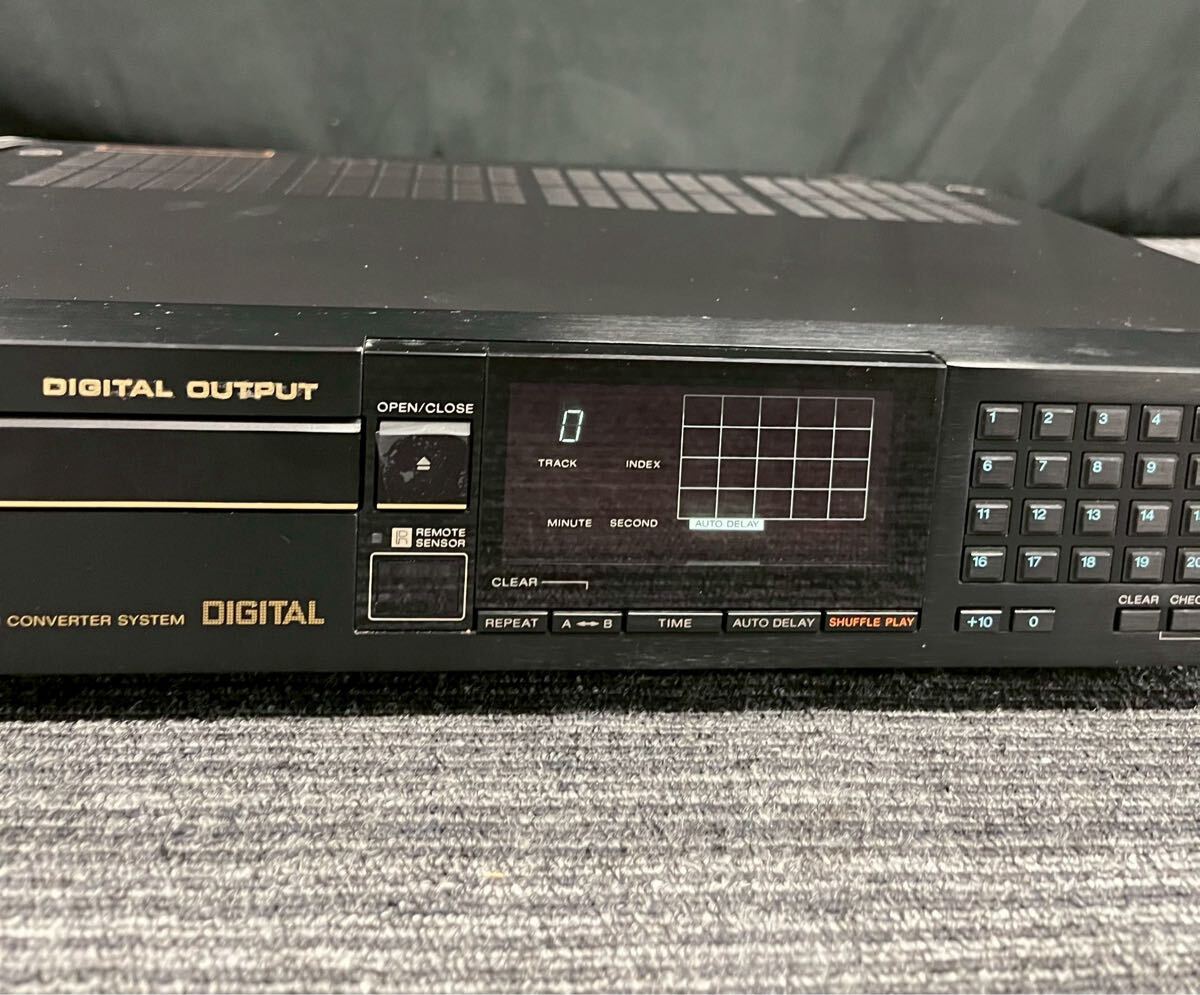 DIGITAL OUTPUT
OPEN/CLOSE
REMOTE
SENSOR
CONVERTER SYSTEM DIGITAL
0
TRACK INDEX
MINUTE SECOND
AUTO DELAY
CLEAR
REPEAT A B TIME AUTO DELAY SHUFFLE PLAY
1 2 3 4
6 7 8 9
11 12 13 14
16 17 18 19 20
+10 0
CLEAR